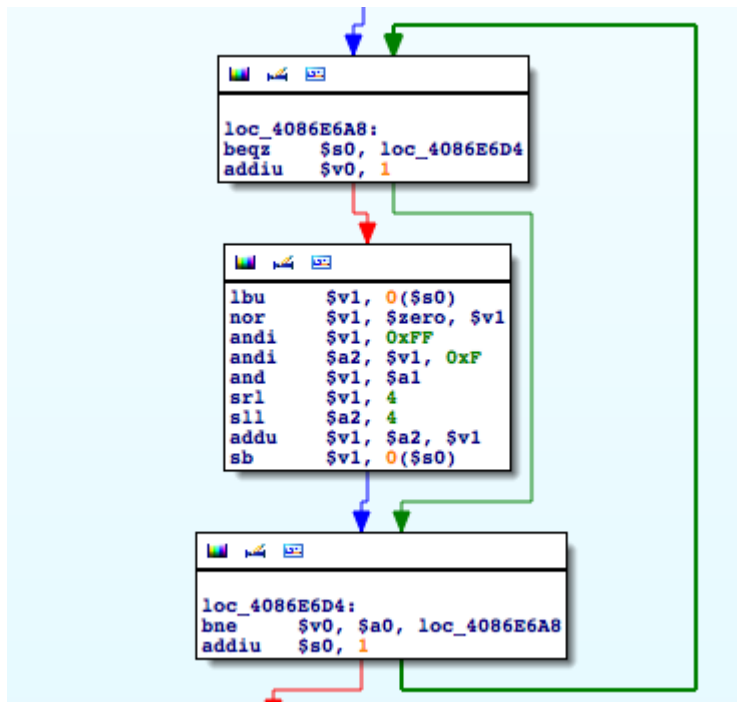 loc_4086E6A8:
beqz $s0, loc_4086E6D4
addiu $v0, 1
lbu $v1, 0($s0)
nor $v1, $zero, $v1
andi $v1, 0xFF
andi $a2, $v1, 0xF
and $v1, $a1
srl $v1, 4
sll $a2, 4
addu $v1, $a2, $v1
sb $v1, 0($s0)
loc_4086E6D4:
bne $v0, $a0, loc_4086E6A8
addiu $s0, 1